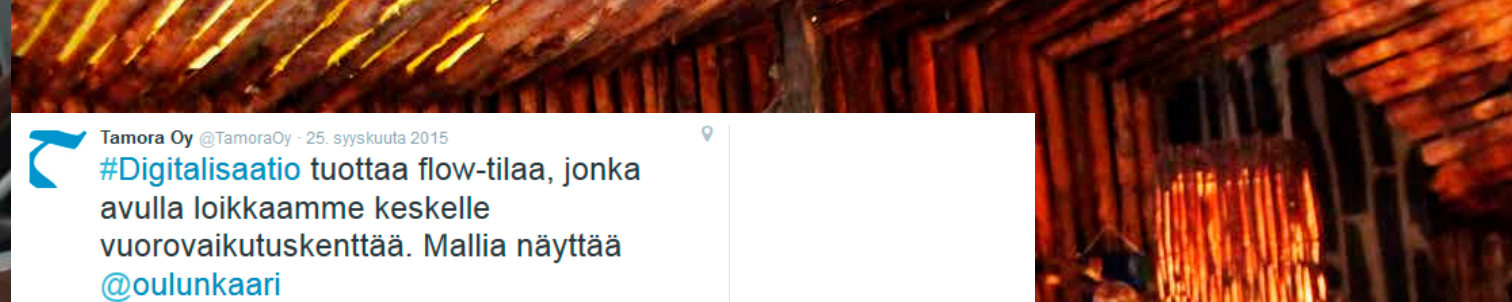 Tamora Oy @TamoraOy · 25. syyskuuta 2015
#Digitalisaatio tuottaa flow-tilaa, jonka
avulla loikkaamme keskelle
vuorovaikutuskenttää. Mallia näyttää
@oulunkaari